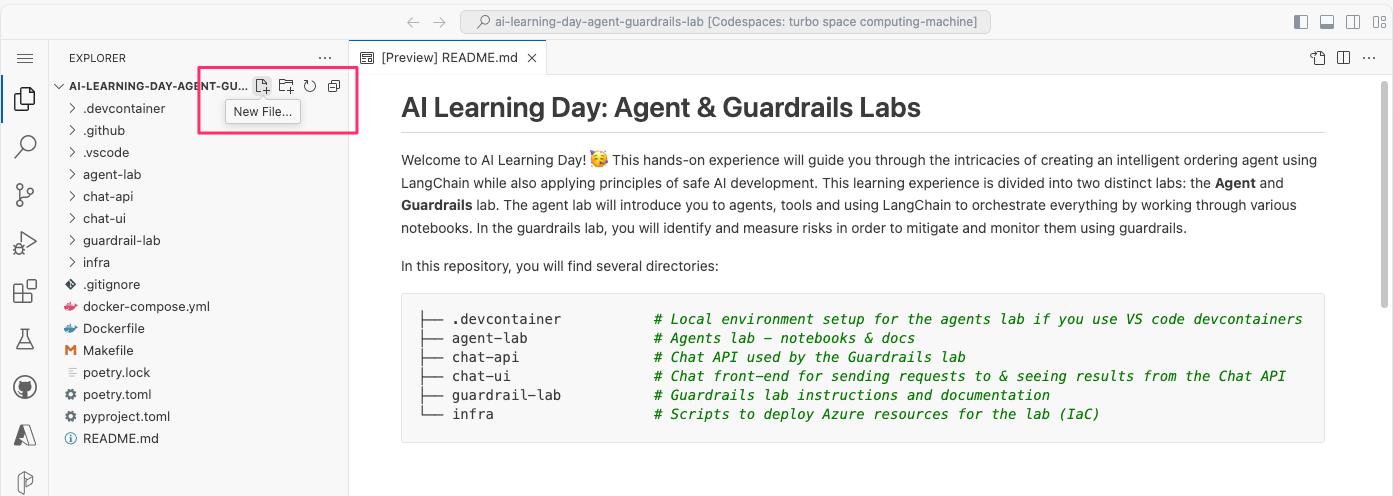 ai-learning-day-agent-guardrails-lab [Codespaces: turbo space computing-machine]
EXPLORER
AI-LEARNING-DAY-AGENT-GU...
New File...
.devcontainer
.github
.vscode
agent-lab
chat-api
chat-ui
guardrail-lab
infra
.gitignore
docker-compose.yml
Dockerfile
Makefile
poetry.lock
poetry.toml
pyproject.toml
README.md
[Preview] README.md
AI Learning Day: Agent & Guardrails Labs
Welcome to AI Learning Day! 🥳 This hands-on experience will guide you through the intricacies of creating an intelligent ordering agent using
LangChain while also applying principles of safe AI development. This learning experience is divided into two distinct labs: the Agent and
Guardrails lab. The agent lab will introduce you to agents, tools and using LangChain to orchestrate everything by working through various
notebooks. In the guardrails lab, you will identify and measure risks in order to mitigate and monitor them using guardrails.
In this repository, you will find several directories:
├── .devcontainer # Local environment setup for the agents lab if you use VS code devcontainers
├── agent-lab # Agents lab - notebooks & docs
├── chat-api # Chat API used by the Guardrails lab
├── chat-ui # Chat front-end for sending requests to & seeing results from the Chat API
├── guardrail-lab # Guardrails lab instructions and documentation
└── infra # Scripts to deploy Azure resources for the lab (IaC)